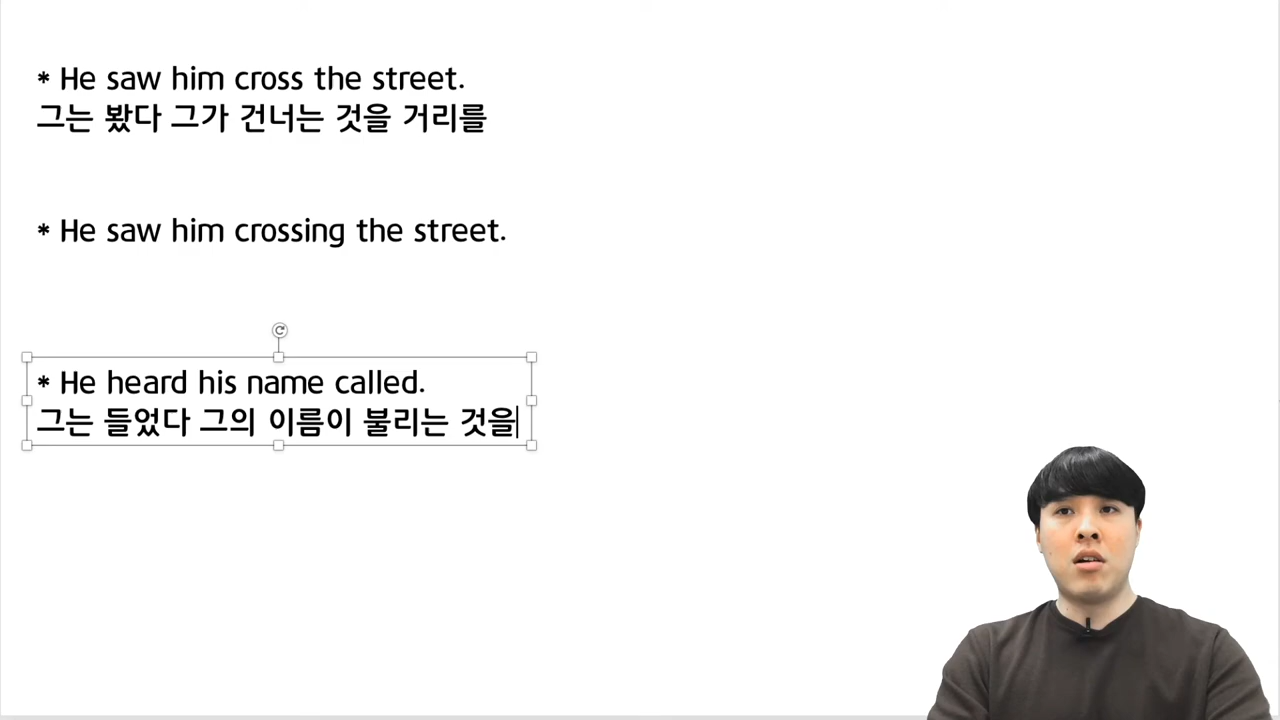 * He saw him cross the street.
그는 봤다 그가 건너는 것을 거리를
* He saw him crossing the street.
* He heard his name called.
그는 들었다 그의 이름이 불리는 것을